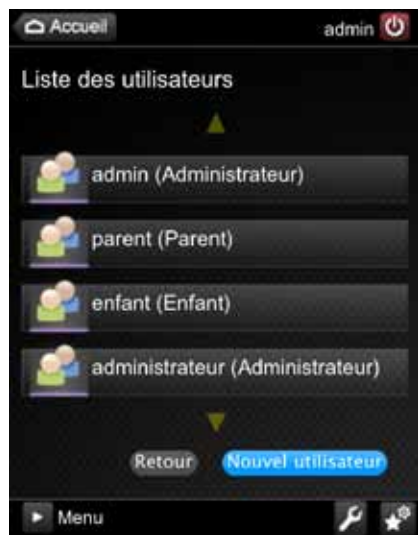 Accueil
admin
Liste des utilisateurs
admin (Administrateur)
parent (Parent)
enfant (Enfant)
administrateur (Administrateur)
Retour
Nouvel utilisateur
Menu